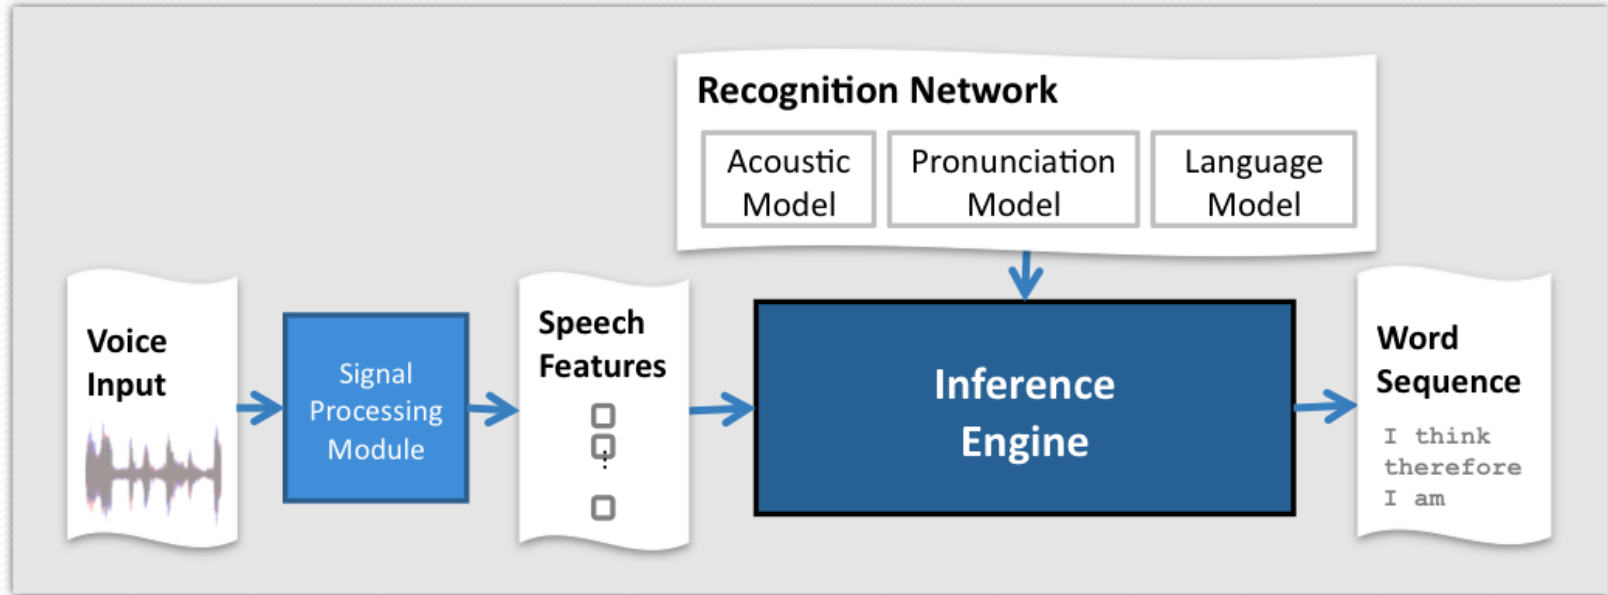 Recognition Network
Acoustic
Model
Pronunciation
Model
Language
Model
Voice
Input
Signal
Processing
Module
Speech
Features
Inference
Engine
Word
Sequence
I think
therefore
I am